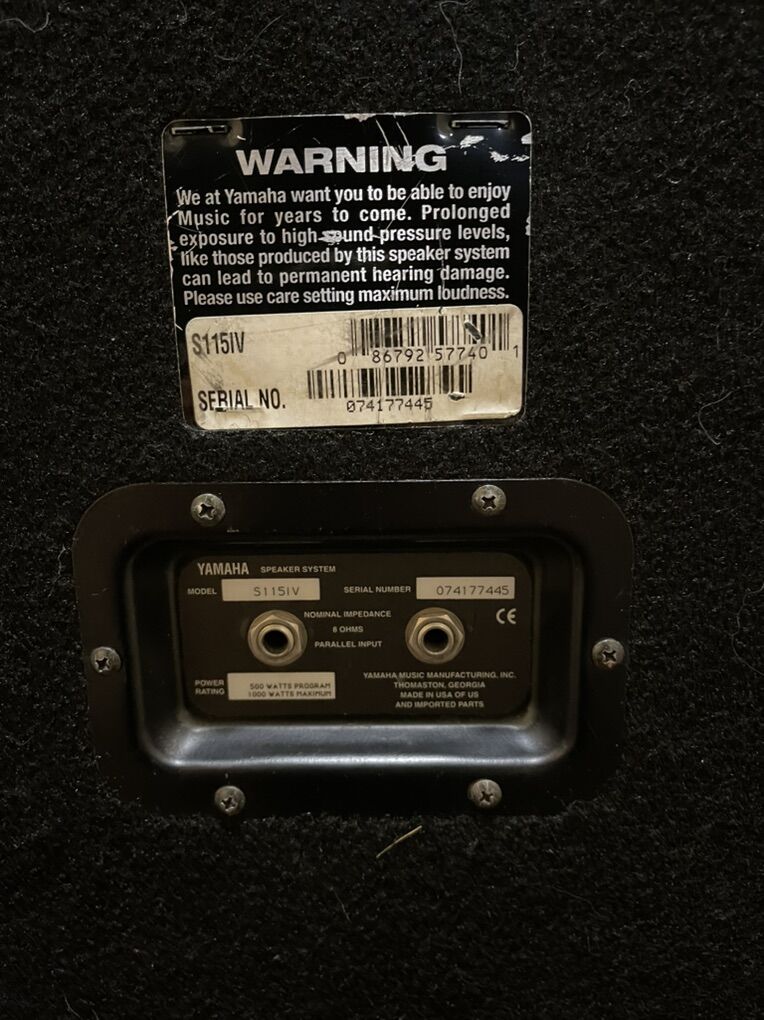 WARNING
We at Yamaha want you to be able to enjoy
Music for years to come. Prolonged
exposure to high sound pressure levels,
like those produced by this speaker system
can lead to permanent hearing damage.
Please use care setting maximum loudness.
S115IV
0 86792 57740 1
SERIAL NO.
074177445
YAMAHA SPEAKER SYSTEM
MODEL S115IV SERIAL NUMBER 074177445
NOMINAL IMPEDANCE CE
8 OHMS
PARALLEL INPUT
POWER RATING 500 WATTS PROGRAM
1000 WATTS MAXIMUM
YAMAHA MUSIC MANUFACTURING, INC.
THOMASTON, GEORGIA
MADE IN USA OF US
AND IMPORTED PARTS